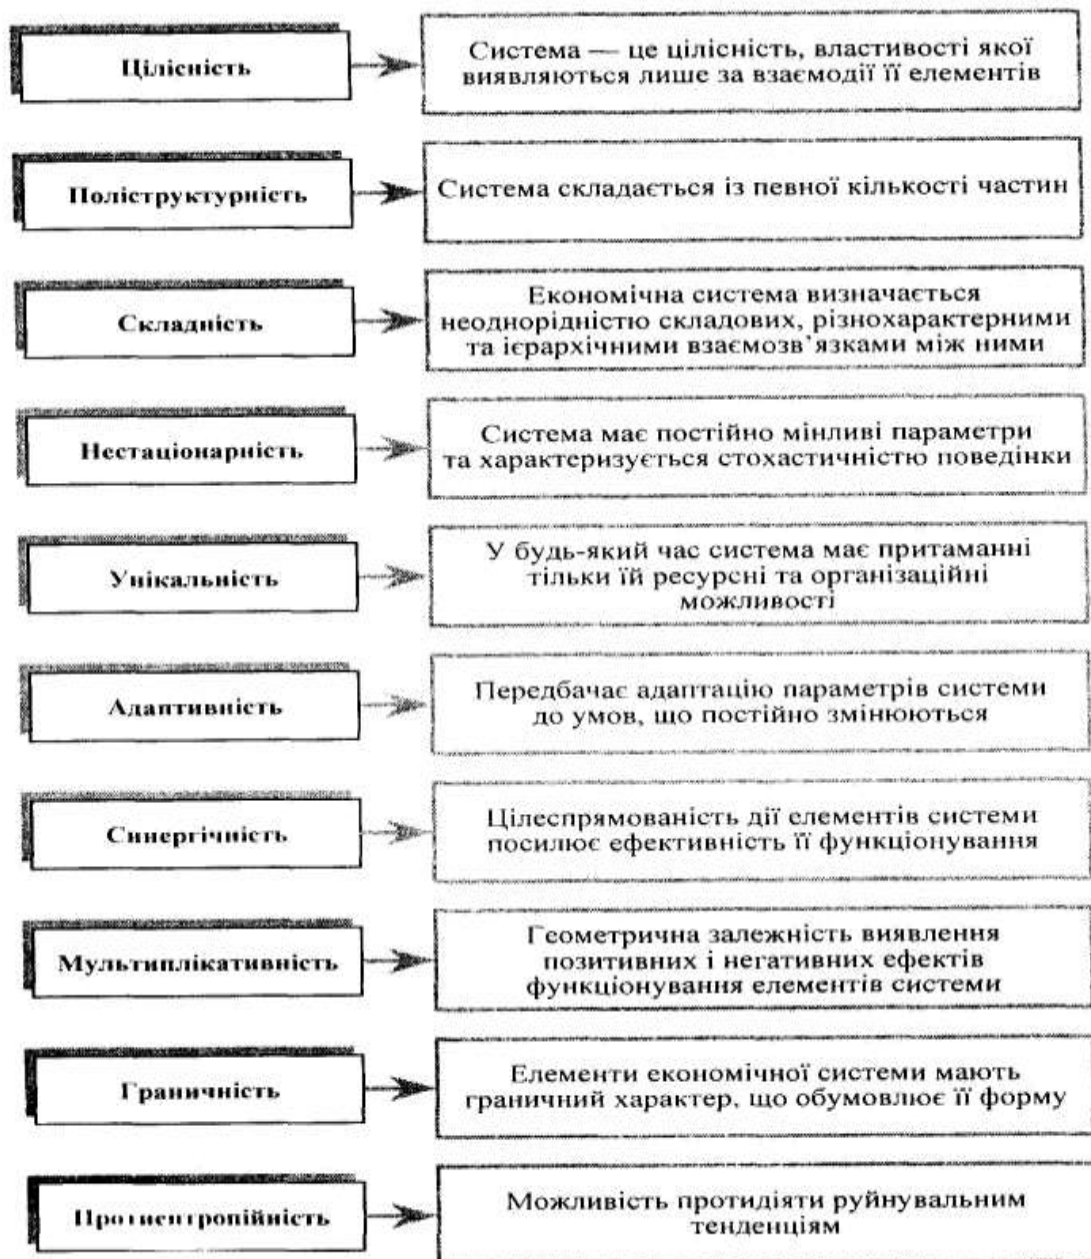 Цілісність
Система — це цілісність, властивості якої
виявляються лише за взаємодії її елементів
Поліструктурність
Система складається із певної кількості частин
Складність
Економічна система визначається
неоднорідністю складових, різнохарактерними
та ієрархічними взаємозв’язками між ними
Нестаціонарність
Система має постійно мінливі параметри
та характеризується стохастичністю поведінки
Унікальність
У будь-який час система має притаманні
тільки їй ресурсні та організаційні
можливості
Адаптивність
Передбачає адаптацію параметрів системи
до умов, що постійно змінюються
Синергічність
Цілеспрямованість дії елементів системи
посилює ефективність її функціонування
Мультиплікативність
Геометрична залежність виявлення
позитивних і негативних ефектів
функціонування елементів системи
Граничність
Елементи економічної системи мають
граничний характер, що обумовлює її форму
Протиентропійність
Можливість протидіяти руйнувальним
тенденціям